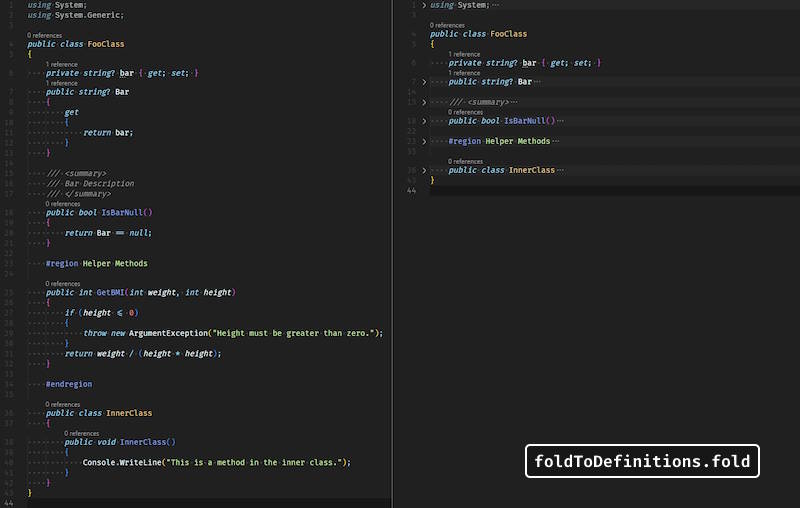 1 using System;
2 using System.Generic;
3
0 references
4 public class FooClass
5 {
1 reference
6 private string? bar { get; set; }
1 reference
7 public string? Bar
8 {
9 get
10 {
11 return bar;
12 }
13 }
14
15 /// <summary>
16 /// Bar Description
17 /// </summary>
0 references
18 public bool IsBarNull()
19 {
20 return Bar == null;
21 }
22
23 #region Helper Methods
24
0 references
25 public int GetBMI(int weight, int height)
26 {
27 if (height <= 0)
28 {
29 throw new ArgumentException("Height must be greater than zero.");
30 }
31 return weight / (height * height);
32 }
33
34 #endregion
35
0 references
36 public class InnerClass
37 {
0 references
38 public void InnerClass()
39 {
40 Console.WriteLine("This is a method in the inner class.");
41 }
42 }
43 }
44
1 using System; ...
3
0 references
4 public class FooClass
5 {
1 reference
6 private string? bar { get; set; }
1 reference
7 public string? Bar ...
14
15 /// <summary> ...
0 references
18 public bool IsBarNull() ...
22
23 #region Helper Methods ...
35
0 references
36 public class InnerClass ...
43 }
44
foldToDefinitions.fold